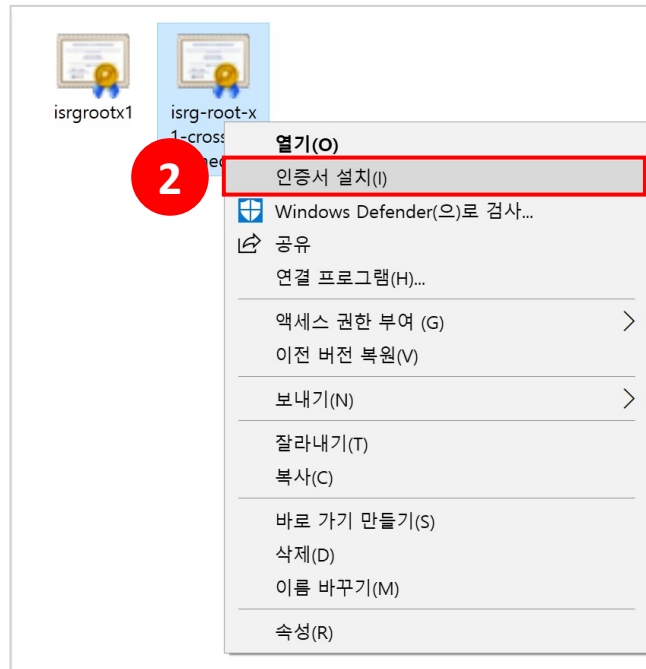 isrgrootx1
isrg-root-x
1-cross
2
열기(O)
인증서 설치(I)
Windows Defender(으)로 검사...
공유
연결 프로그램(H)...
액세스 권한 부여 (G)
이전 버전 복원(V)
보내기(N)
잘라내기(T)
복사(C)
바로 가기 만들기(S)
삭제(D)
이름 바꾸기(M)
속성(R)